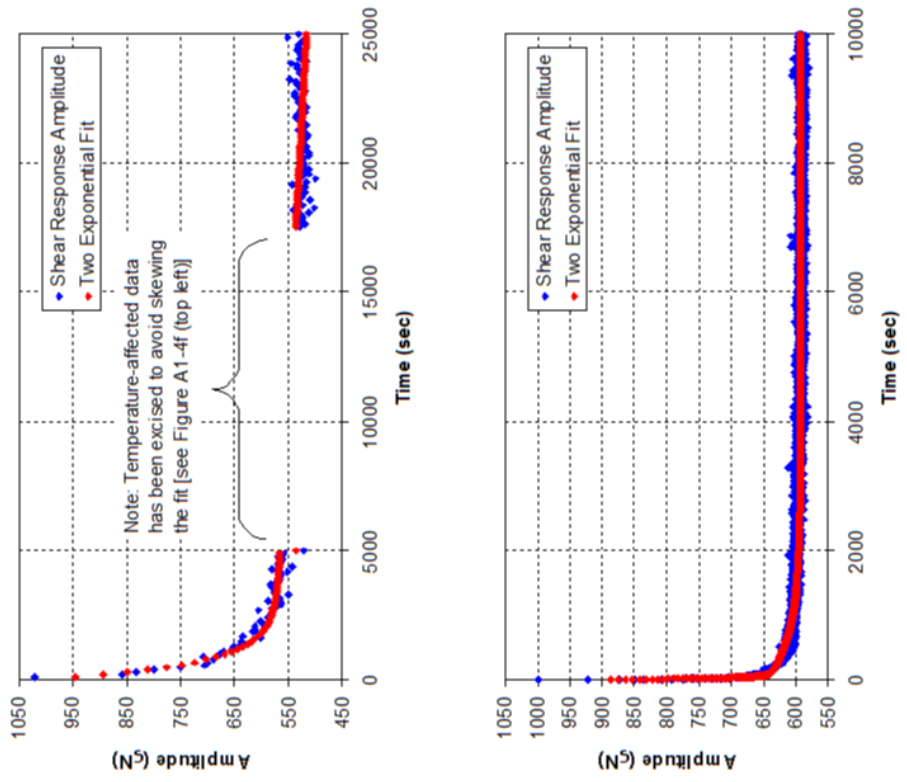 1050
1000
950
900
850
800
750
700
650
600
550
Amplitude (gN)
Shear Response Amplitude
Two Exponential Fit
0
2000
4000
6000
8000
10000
Time (sec)
1050
950
850
750
650
550
450
Amplitude (gN)
Shear Response Amplitude
Two Exponential Fit
Note: Temperature-affected data
has been excised to avoid skewing
the fit [see Figure A1-4f (top left)]
0
5000
10000
15000
20000
25000
Time (sec)